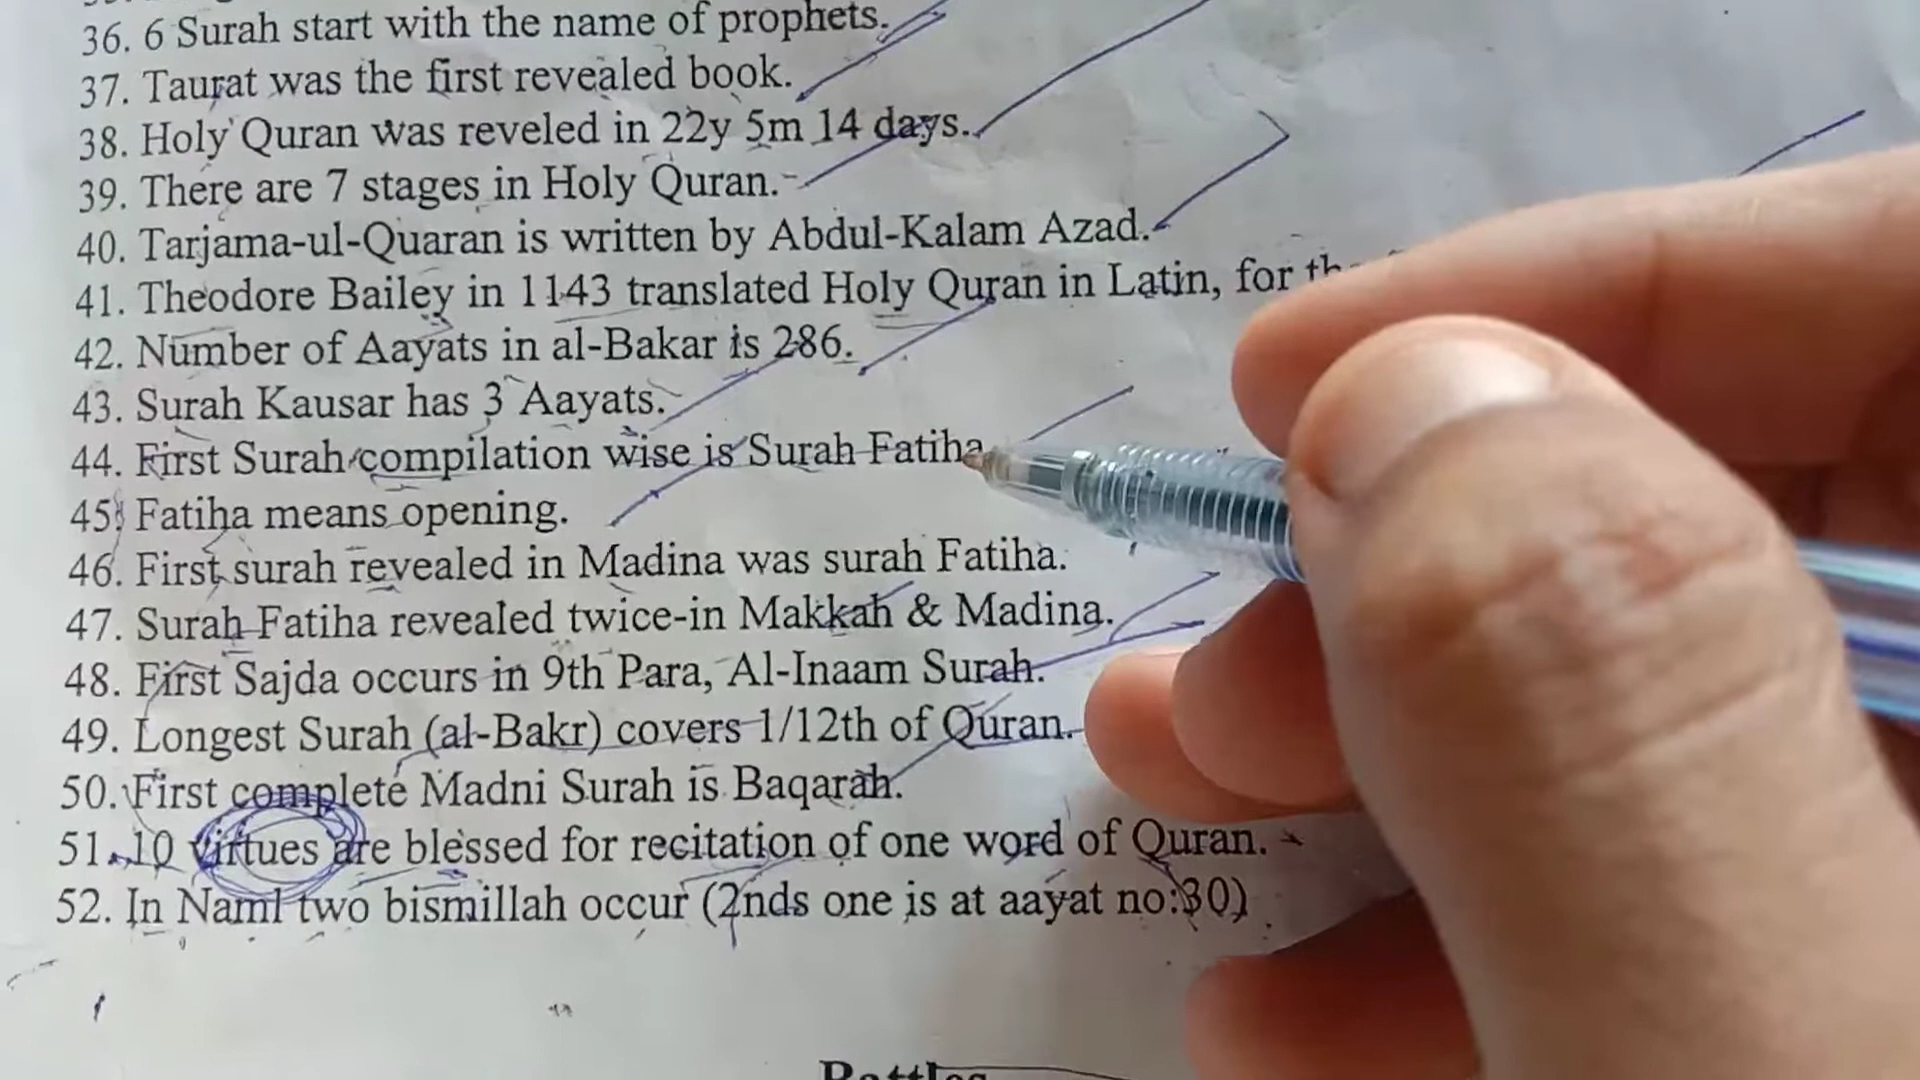 36. 6 Surah start with the name of prophets.
37. Taurat was the first revealed book.
38. Holy Quran was reveled in 22y 5m 14 days.
39. There are 7 stages in Holy Quran.
40. Tarjama-ul-Quaran is written by Abdul-Kalam Azad.
41. Theodore Bailey in 1143 translated Holy Quran in Latin, for
42. Number of Aayats in al-Bakar is 286.
43. Surah Kausar has 3 Aayats.
44. First Surah compilation wise is Surah Fatiha
45. Fatiha means opening.
46. First surah revealed in Madina was surah Fatiha.
47. Surah Fatiha revealed twice-in Makkah & Madina.
48. First Sajda occurs in 9th Para, Al-Inaam Surah.
49. Longest Surah (al-Bakr) covers 1/12th of Quran.
50. First complete Madni Surah is Baqarah.
51. 10 virtues are blessed for recitation of one word of Quran.
52. In Naml two bismillah occur (2nds one is at aayat no:30)
Battles